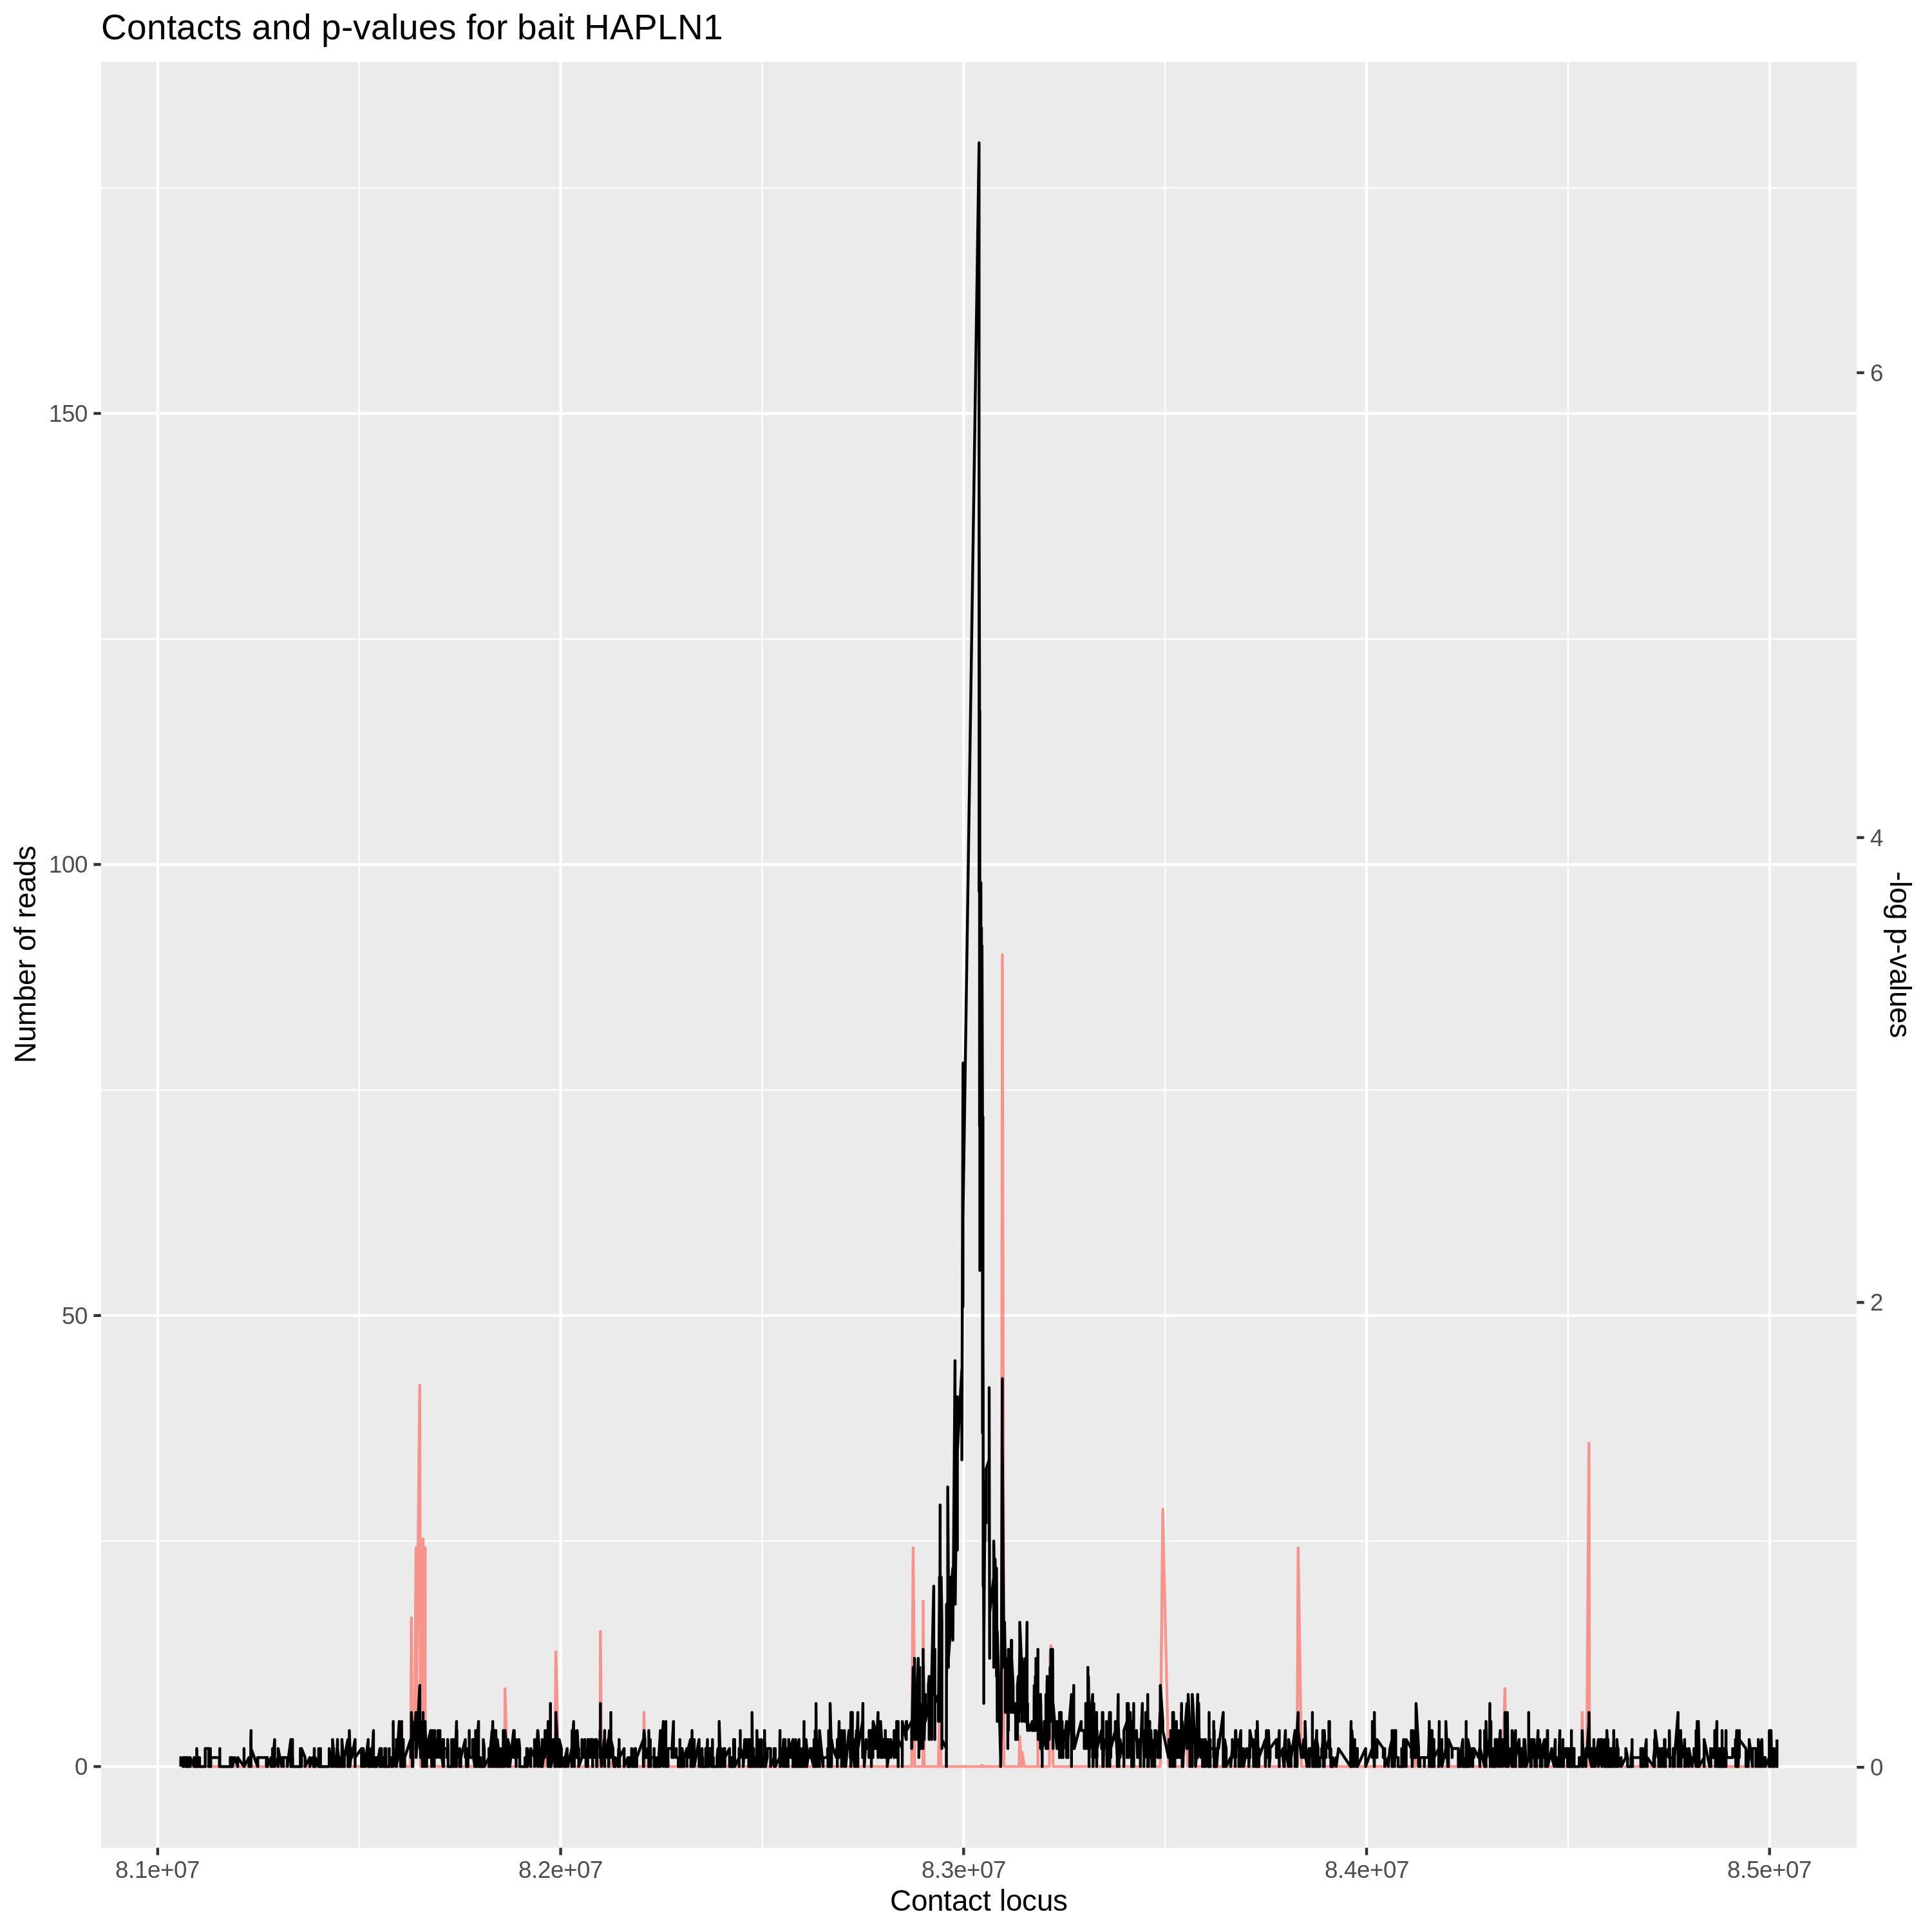 Contacts and p-values for bait HAPLN1
Number of reads
150
100
50
0
6
4
2
0
-log p-values
8.1e+07
8.2e+07
8.3e+07
8.4e+07
8.5e+07
Contact locus